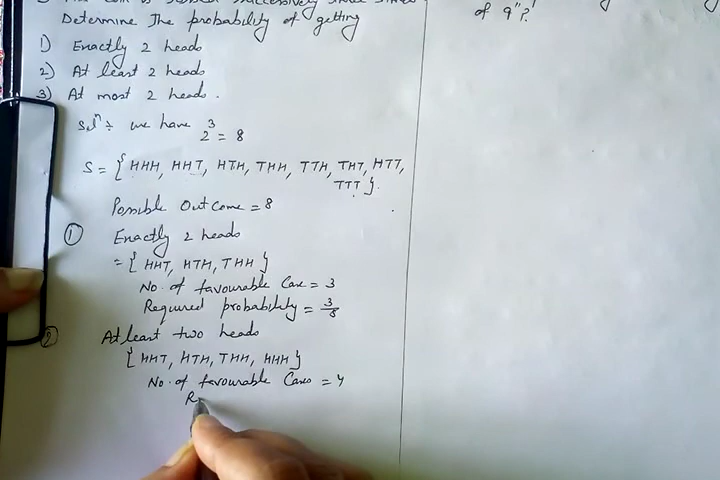 Determine The probability of getting
1) Exactly 2 heads
2) At least 2 heads
3) At most 2 heads.
Solⁿ: we have 2³ = 8
S = { HHH, HHT, HTH, THH, TTH, THT, HTT,
TTT }.
Possible Outcome = 8
① Exactly 2 heads
= { HHT, HTH, THH }
No. of favourable Case = 3
Required probability = 3/8
② At least two heads
{ HHT, HTH, THH, HHH }
No. of favourable Cases = 4
R
of 9"?